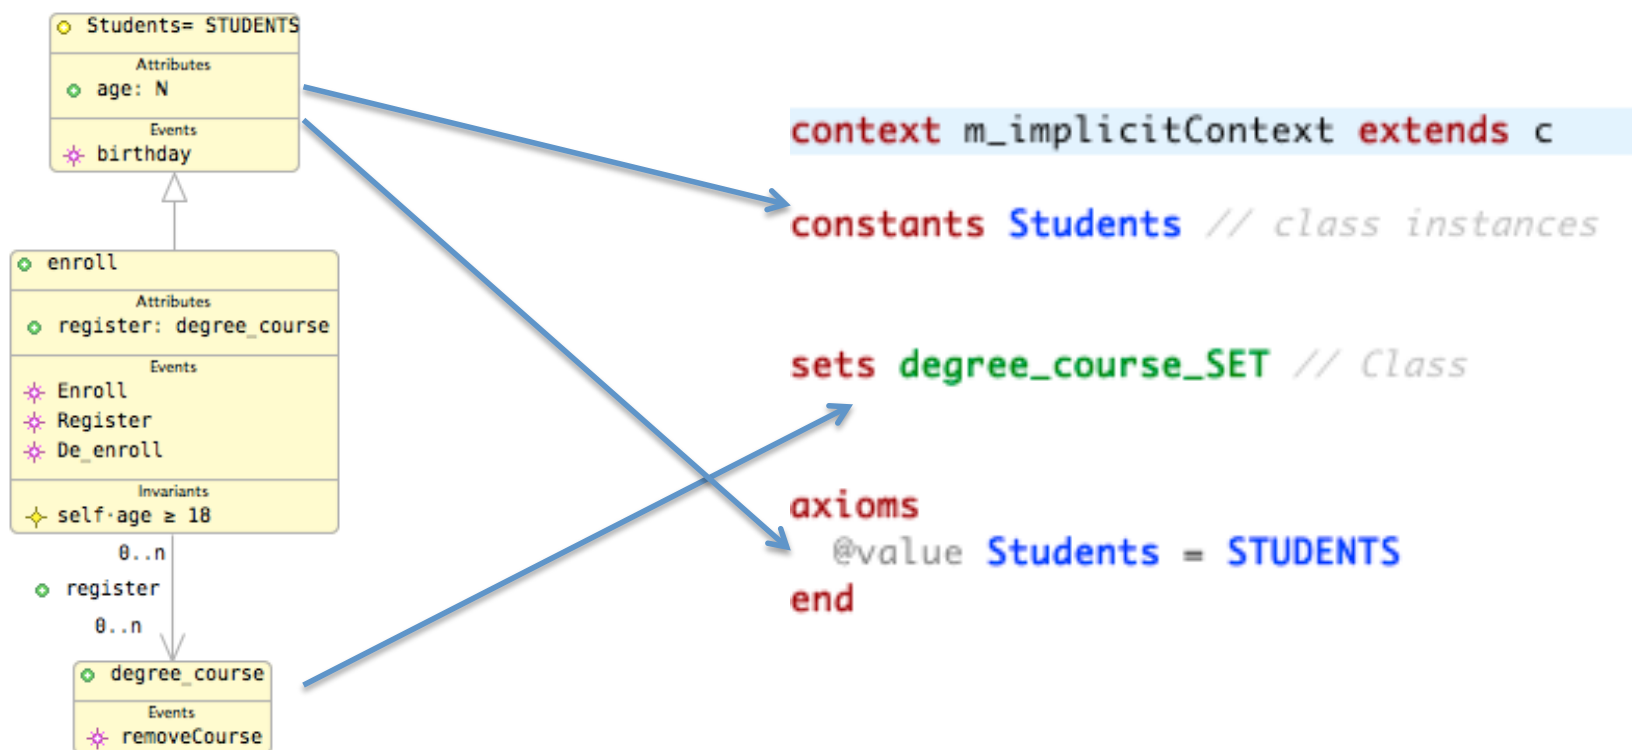 Students= STUDENTS
Attributes
age: N
Events
birthday
enroll
Attributes
register: degree_course
Events
Enroll
Register
De_enroll
Invariants
self·age ≥ 18
0..n
register
0..n
degree_course
Events
removeCourse
context m_implicitContext extends c
constants Students // class instances
sets degree_course_SET // Class
axioms
@value Students = STUDENTS
end